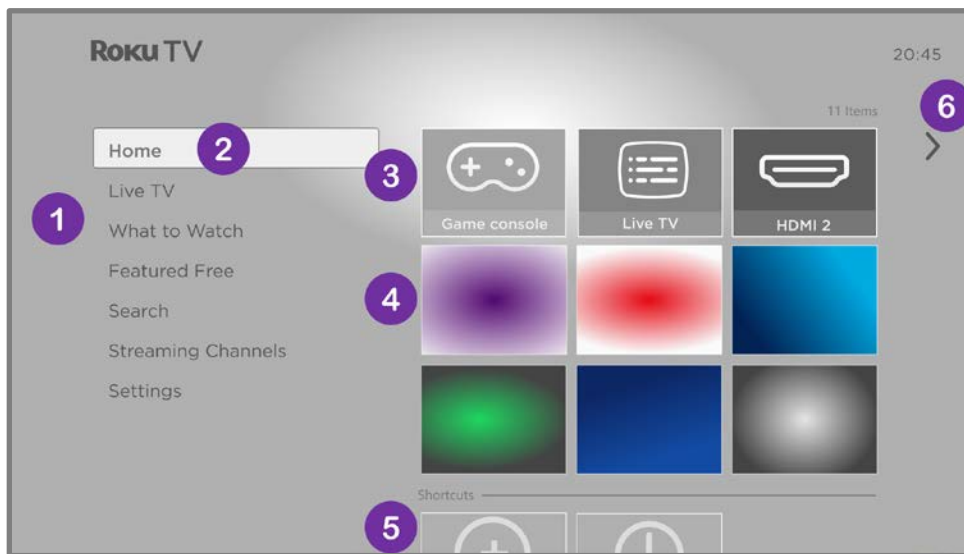 Roku TV
20:45
11 Items
6
Home
2
Live TV
1
What to Watch
Featured Free
Search
Streaming Channels
Settings
3
Game console
Live TV
HDMI 2
4
Shortcuts
5